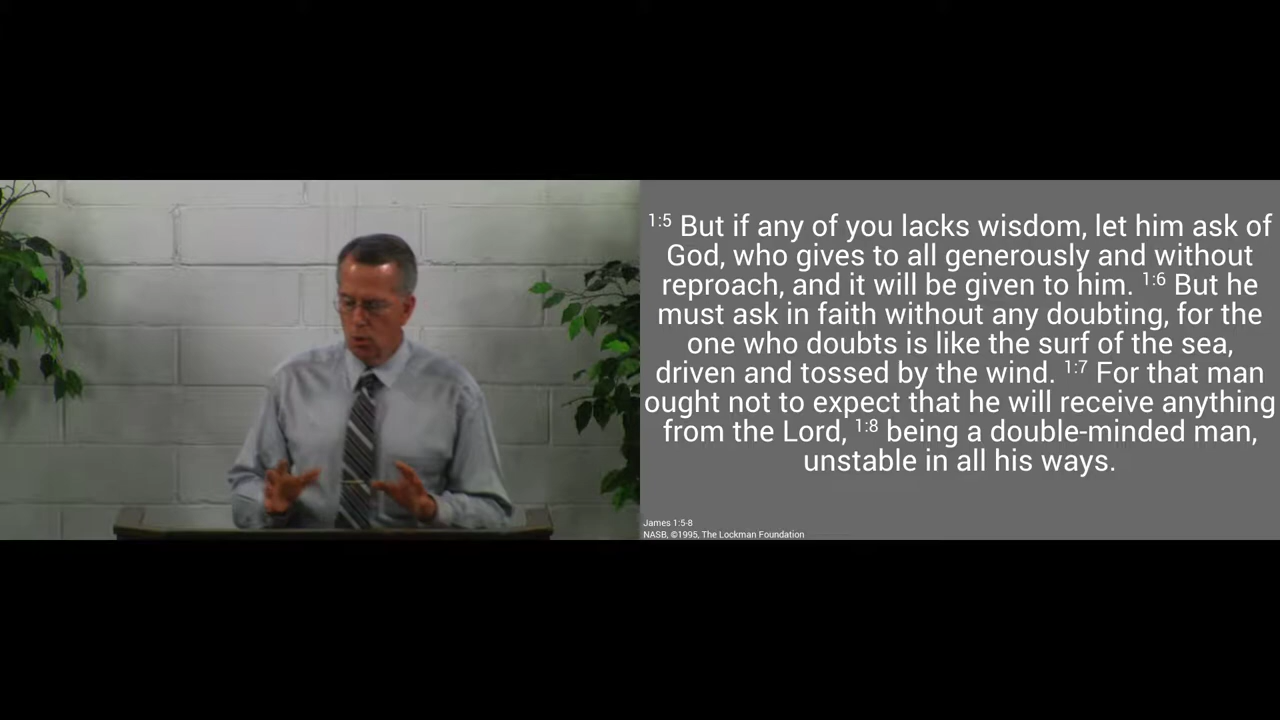 1:5 But if any of you lacks wisdom, let him ask of
God, who gives to all generously and without
reproach, and it will be given to him. 1:6 But he
must ask in faith without any doubting, for the
one who doubts is like the surf of the sea,
driven and tossed by the wind. 1:7 For that man
ought not to expect that he will receive anything
from the Lord, 1:8 being a double-minded man,
unstable in all his ways.
James 1:5-8
NASB, ©1995, The Lockman Foundation